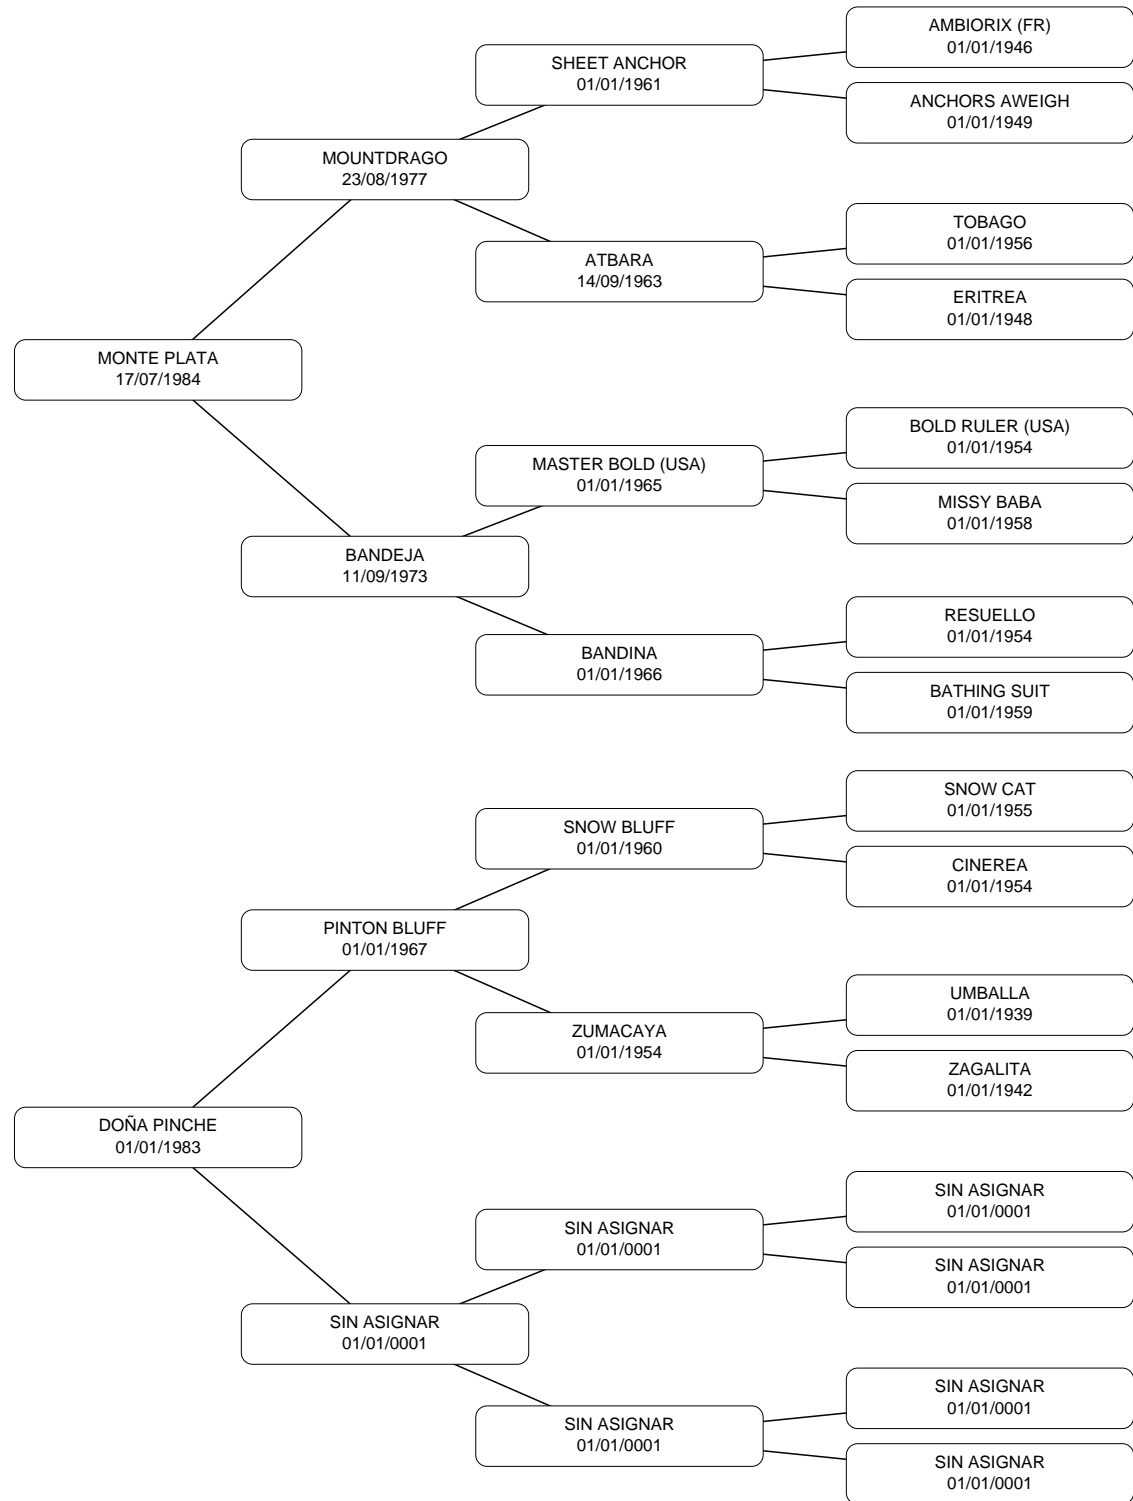 AMBIORIX (FR)
01/01/1946
SHEET ANCHOR
01/01/1961
ANCHORS AWEIGH
01/01/1949
MOUNTDRAGO
23/08/1977
TOBAGO
01/01/1956
ATBARA
14/09/1963
ERITREA
01/01/1948
MONTE PLATA
17/07/1984
BOLD RULER (USA)
01/01/1954
MASTER BOLD (USA)
01/01/1965
MISSY BABA
01/01/1958
BANDEJA
11/09/1973
RESUELLO
01/01/1954
BANDINA
01/01/1966
BATHING SUIT
01/01/1959
SNOW CAT
01/01/1955
SNOW BLUFF
01/01/1960
CINEREA
01/01/1954
PINTON BLUFF
01/01/1967
UMBALLA
01/01/1939
ZUMACAYA
01/01/1954
ZAGALITA
01/01/1942
DOÑA PINCHE
01/01/1983
SIN ASIGNAR
01/01/0001
SIN ASIGNAR
01/01/0001
SIN ASIGNAR
01/01/0001
SIN ASIGNAR
01/01/0001
SIN ASIGNAR
01/01/0001
SIN ASIGNAR
01/01/0001
SIN ASIGNAR
01/01/0001